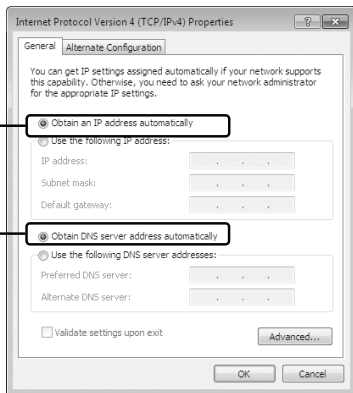 Internet Protocol Version 4 (TCP/IPv4) Properties
General Alternate Configuration
You can get IP settings assigned automatically if your network supports
this capability. Otherwise, you need to ask your network administrator
for the appropriate IP settings.
Obtain an IP address automatically
Use the following IP address:
IP address:
Subnet mask:
Default gateway:
Obtain DNS server address automatically
Use the following DNS server addresses:
Preferred DNS server:
Alternate DNS server:
Validate settings upon exit
Advanced...
OK Cancel